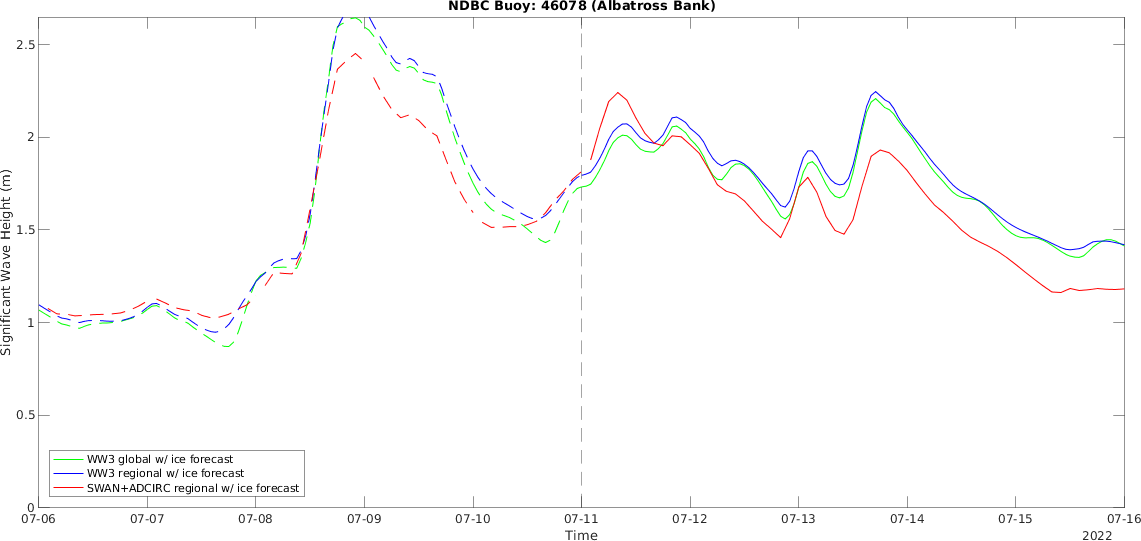 NDBC Buoy: 46078 (Albatross Bank)
2.5
2
1.5
1
0.5
0
Significant Wave Height (m)
WW3 global w/ ice forecast
WW3 regional w/ ice forecast
SWAN+ADCIRC regional w/ ice forecast
07-06 07-07 07-08 07-09 07-10 07-11 07-12 07-13 07-14 07-15 07-16
Time
2022